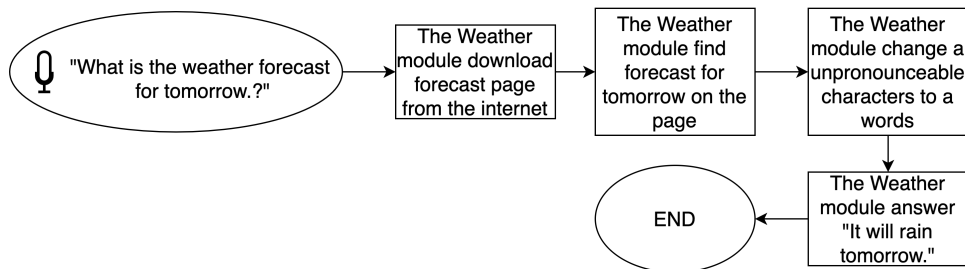 "What is the weather forecast
for tomorrow.?"
The Weather
module download
forecast page
from the internet
The Weather
module find
forecast for
tomorrow on the
page
The Weather
module change a
unpronounceable
characters to a
words
The Weather
module answer
"It will rain
tomorrow."
END